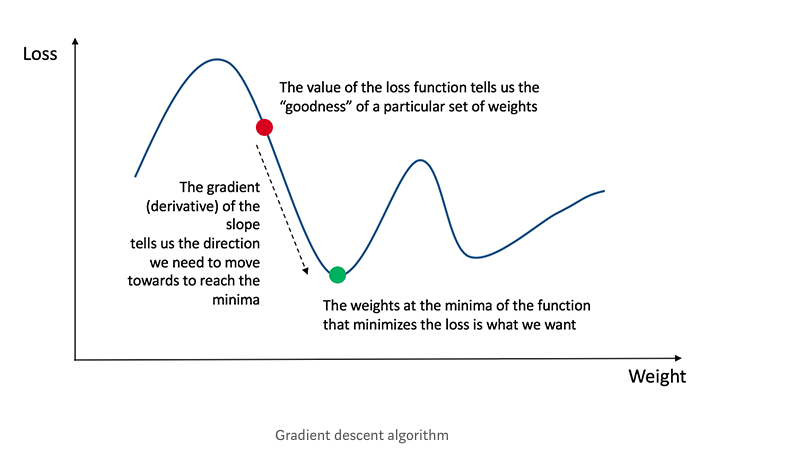 Loss
The value of the loss function tells us the
“goodness” of a particular set of weights
The gradient
(derivative) of the
slope
tells us the direction
we need to move
towards to reach the
minima
The weights at the minima of the function
that minimizes the loss is what we want
Weight
Gradient descent algorithm